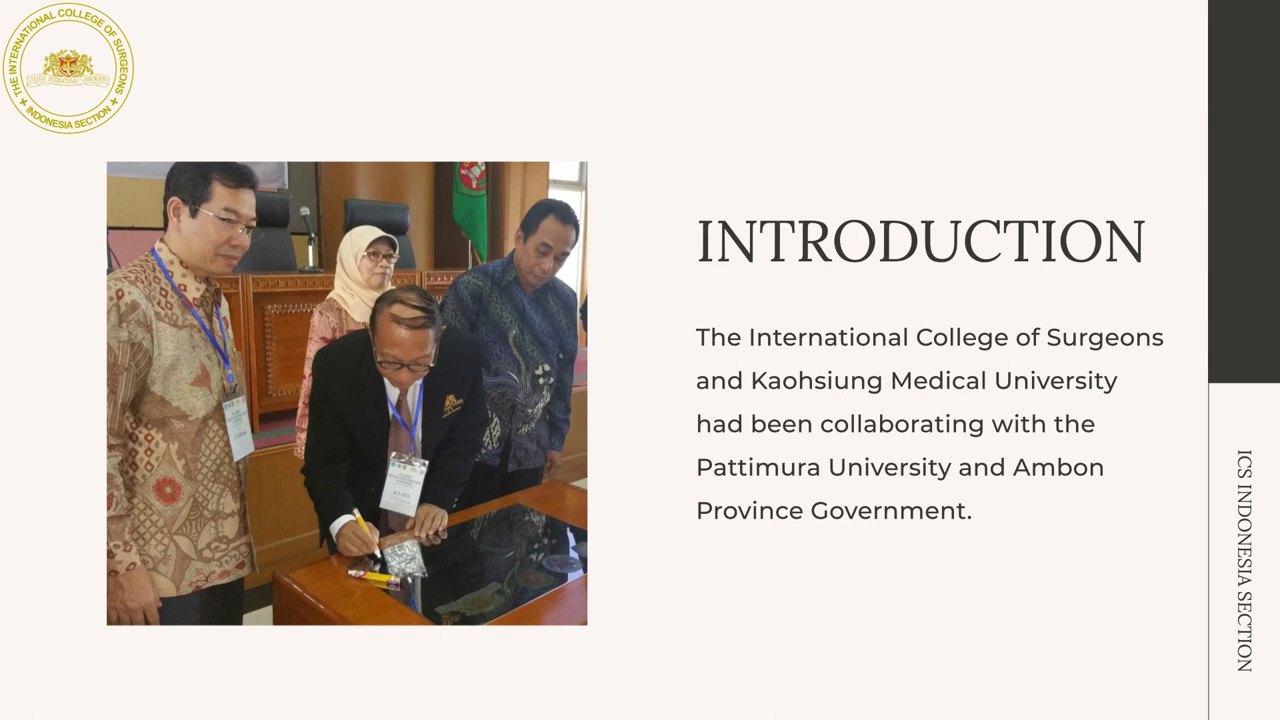 THE INTERNATIONAL COLLEGE OF SURGEONS
INDONESIA SECTION
INTRODUCTION
The International College of Surgeons
and Kaohsiung Medical University
had been collaborating with the
Pattimura University and Ambon
Province Government.
ICS INDONESIA SECTION